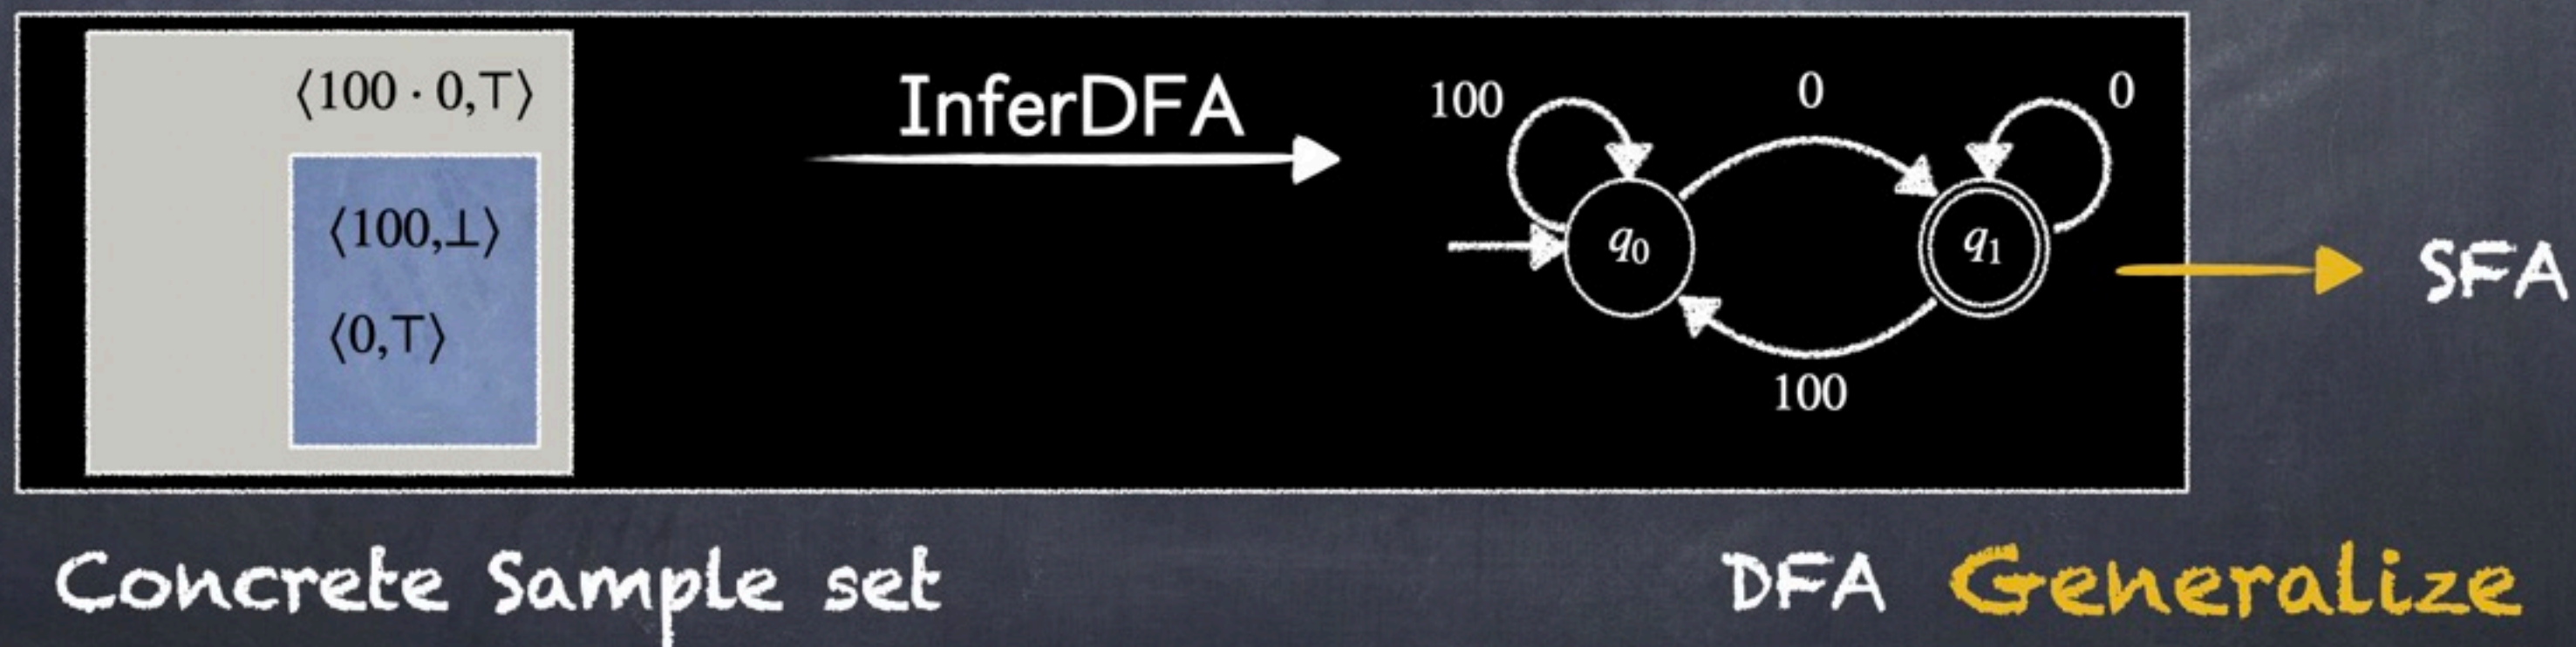 ⟨100 · 0,⊤⟩
⟨100,⊥⟩
⟨0,⊤⟩
InferDFA
100
0
0
q₀
q₁
100
SFA
Concrete Sample set
DFA Generalize